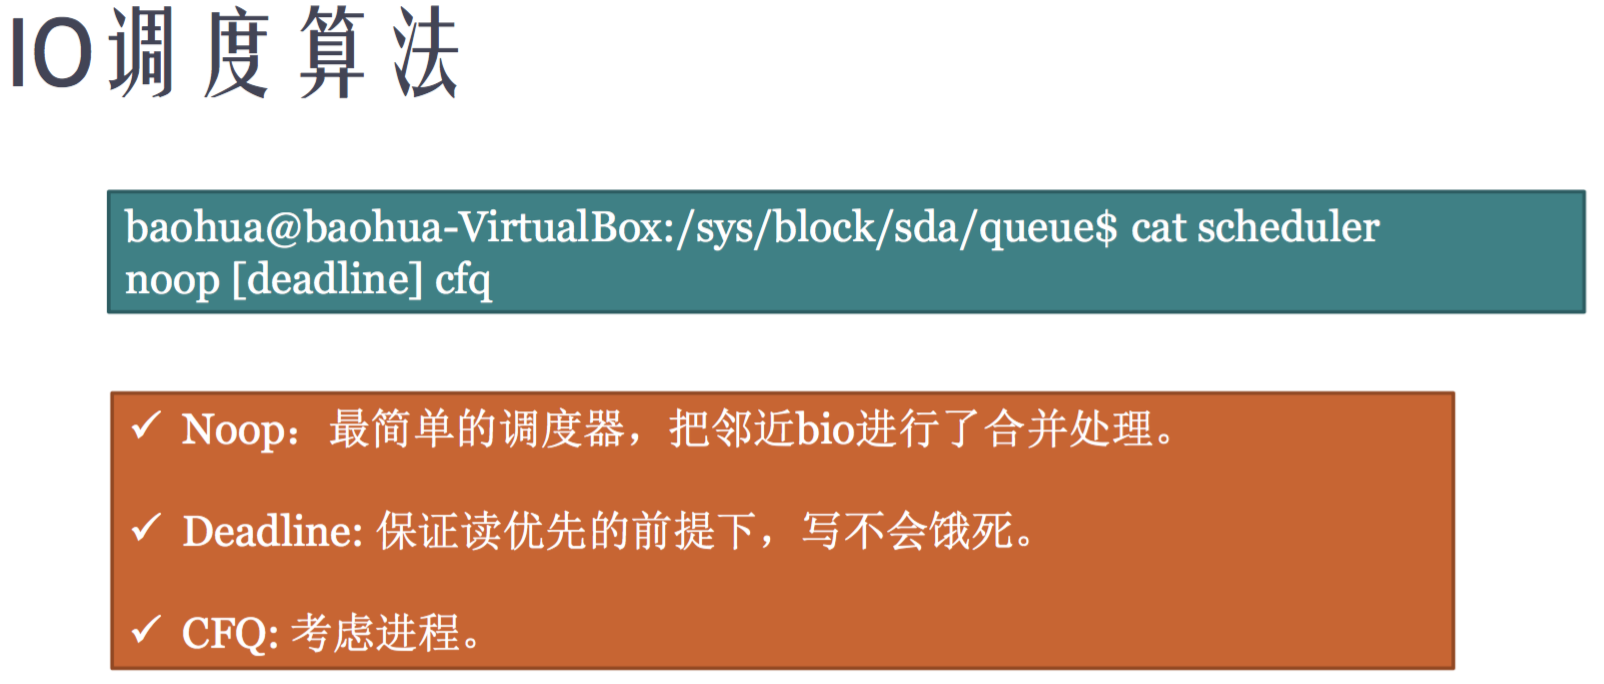 IO调度算法
baohua@baohua-VirtualBox:/sys/block/sda/queue$ cat scheduler
noop [deadline] cfq
✓ Noop：最简单的调度器，把邻近bio进行了合并处理。
✓ Deadline: 保证读优先的前提下，写不会饿死。
✓ CFQ: 考虑进程。